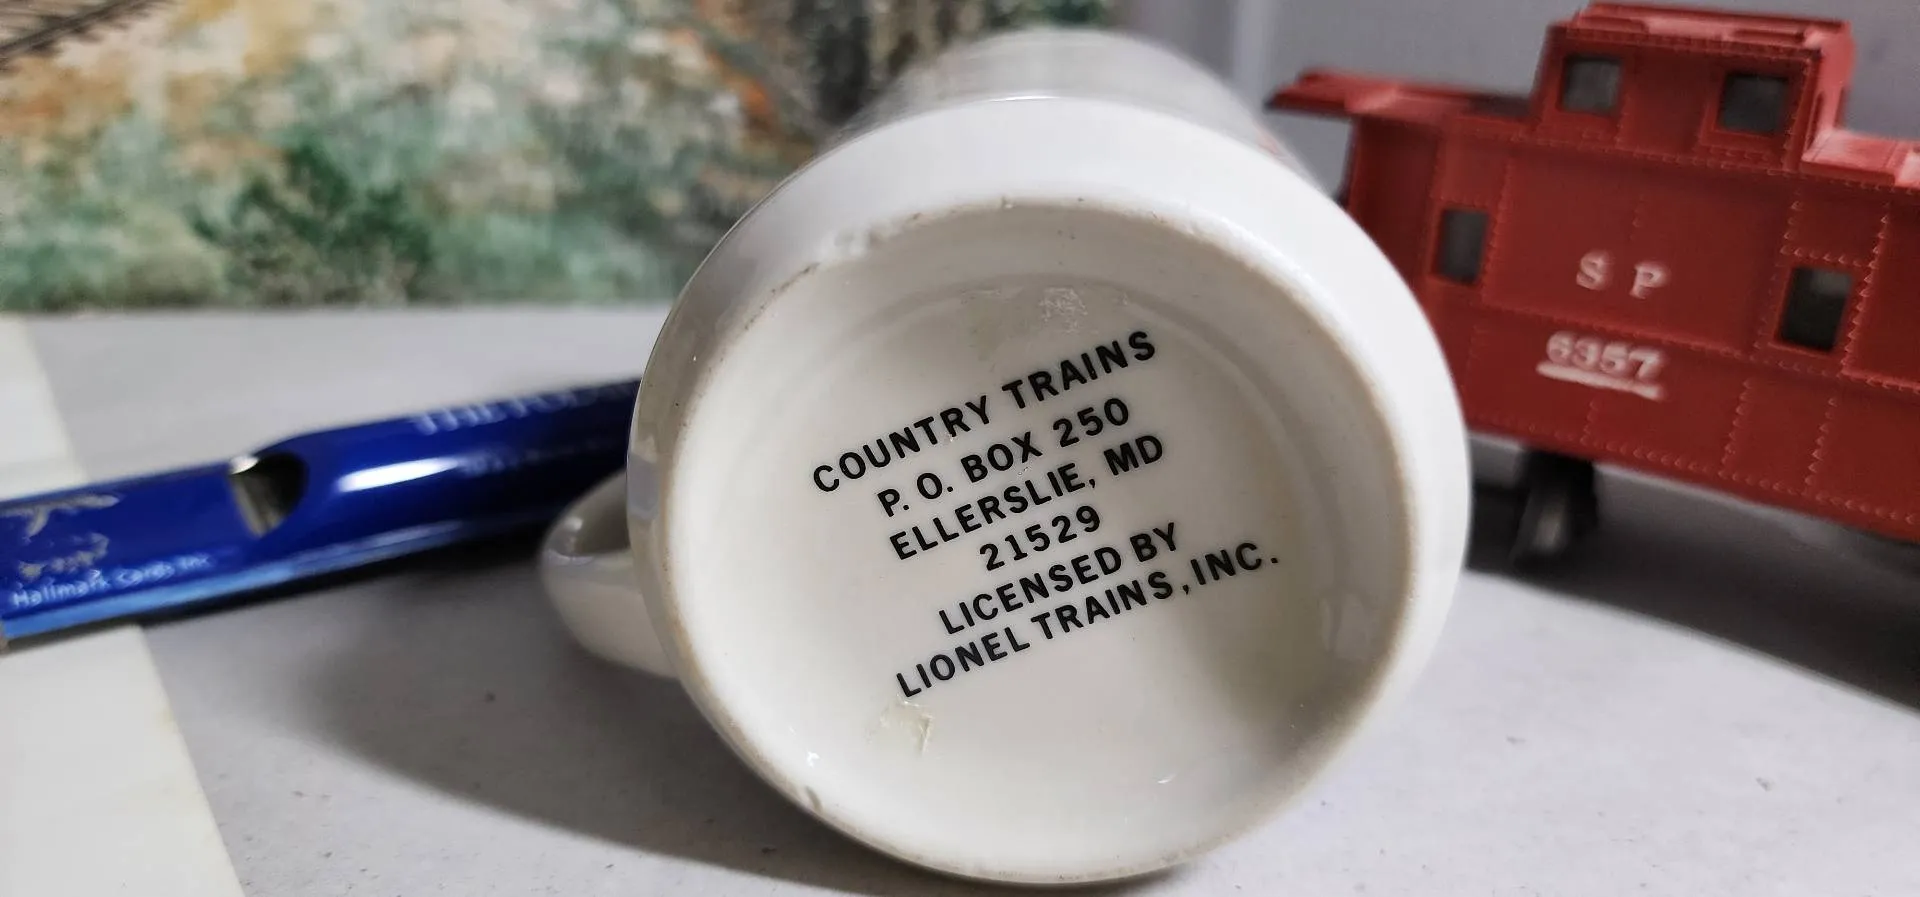 COUNTRY TRAINS
P. O. BOX 250
ELLERSLIE, MD
21529
LICENSED BY
LIONEL TRAINS, INC.
S P
6357
Hallmark Cards Inc